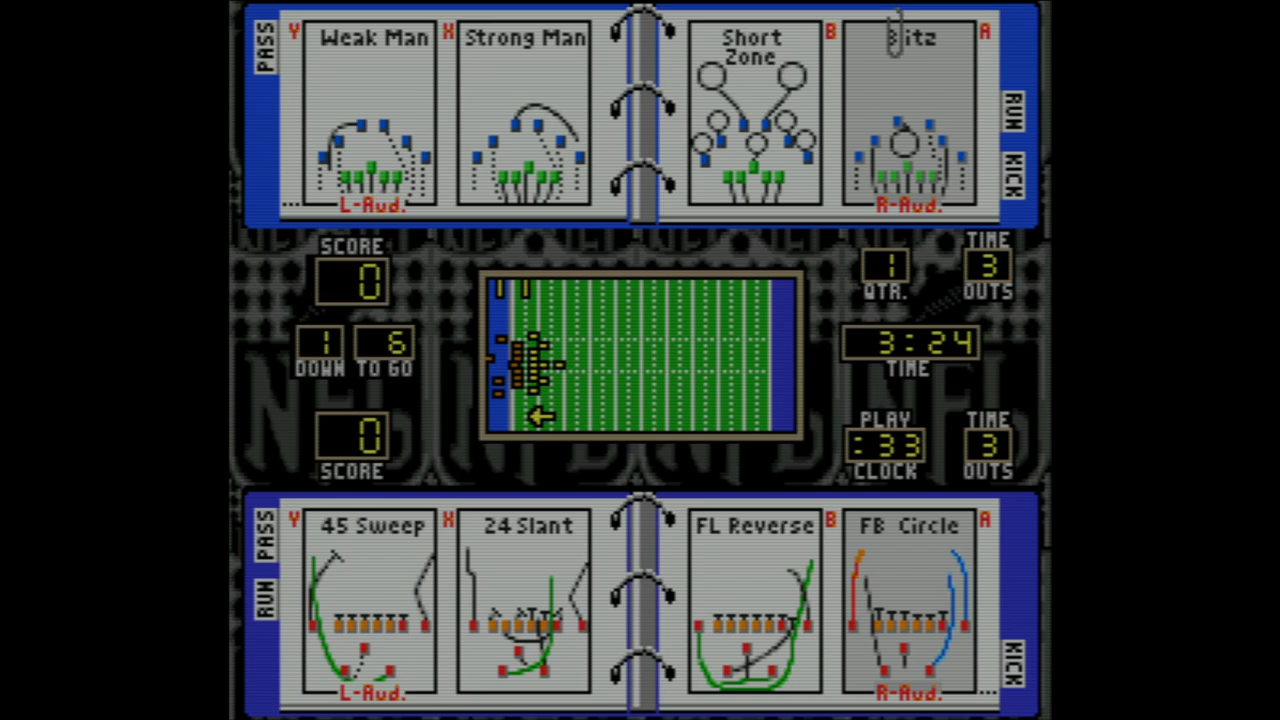 PASS
Y
Weak Man
X
Strong Man
Short
Zone
B
Blitz
A
RUN
KICK
...
L-Aud.
R-Aud.
SCORE
0
1
QTR.
TIME
3
OUTS
1
6
DOWN
TO GO
3:24
TIME
0
SCORE
PLAY
:33
CLOCK
TIME
3
OUTS
NFL
PASS
Y
45 Sweep
X
24 Slant
FL Reverse
B
FB Circle
A
RUN
KICK
L-Aud.
R-Aud.
...